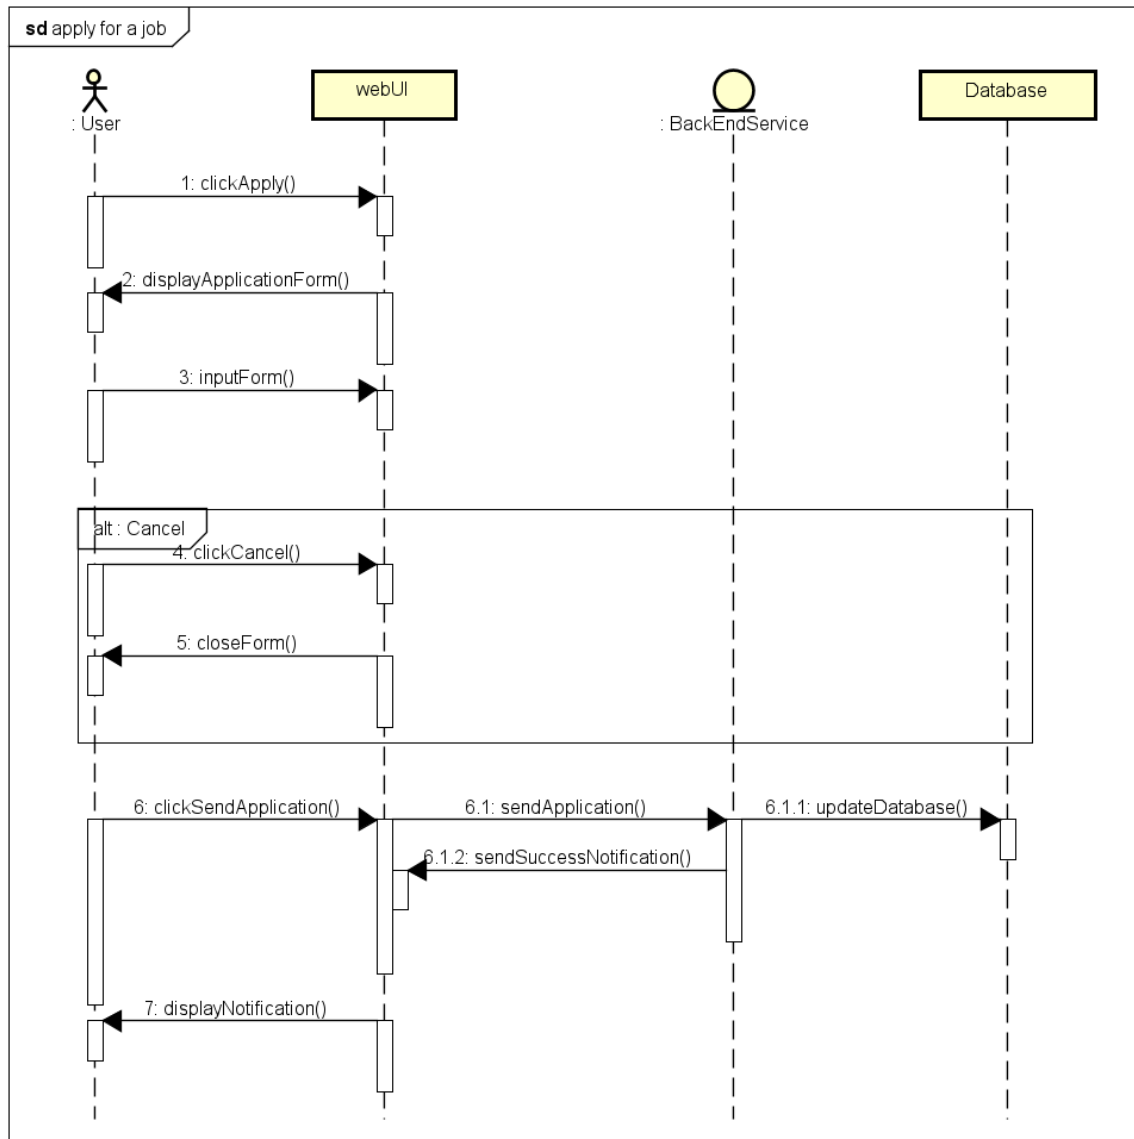 sd apply for a job
webUI
Database
: User
: BackEndService
1: clickApply()
2: displayApplicationForm()
3: inputForm()
alt : Cancel
4: clickCancel()
5: closeForm()
6: clickSendApplication()
6.1: sendApplication()
6.1.1: updateDatabase()
6.1.2: sendSuccessNotification()
7: displayNotification()